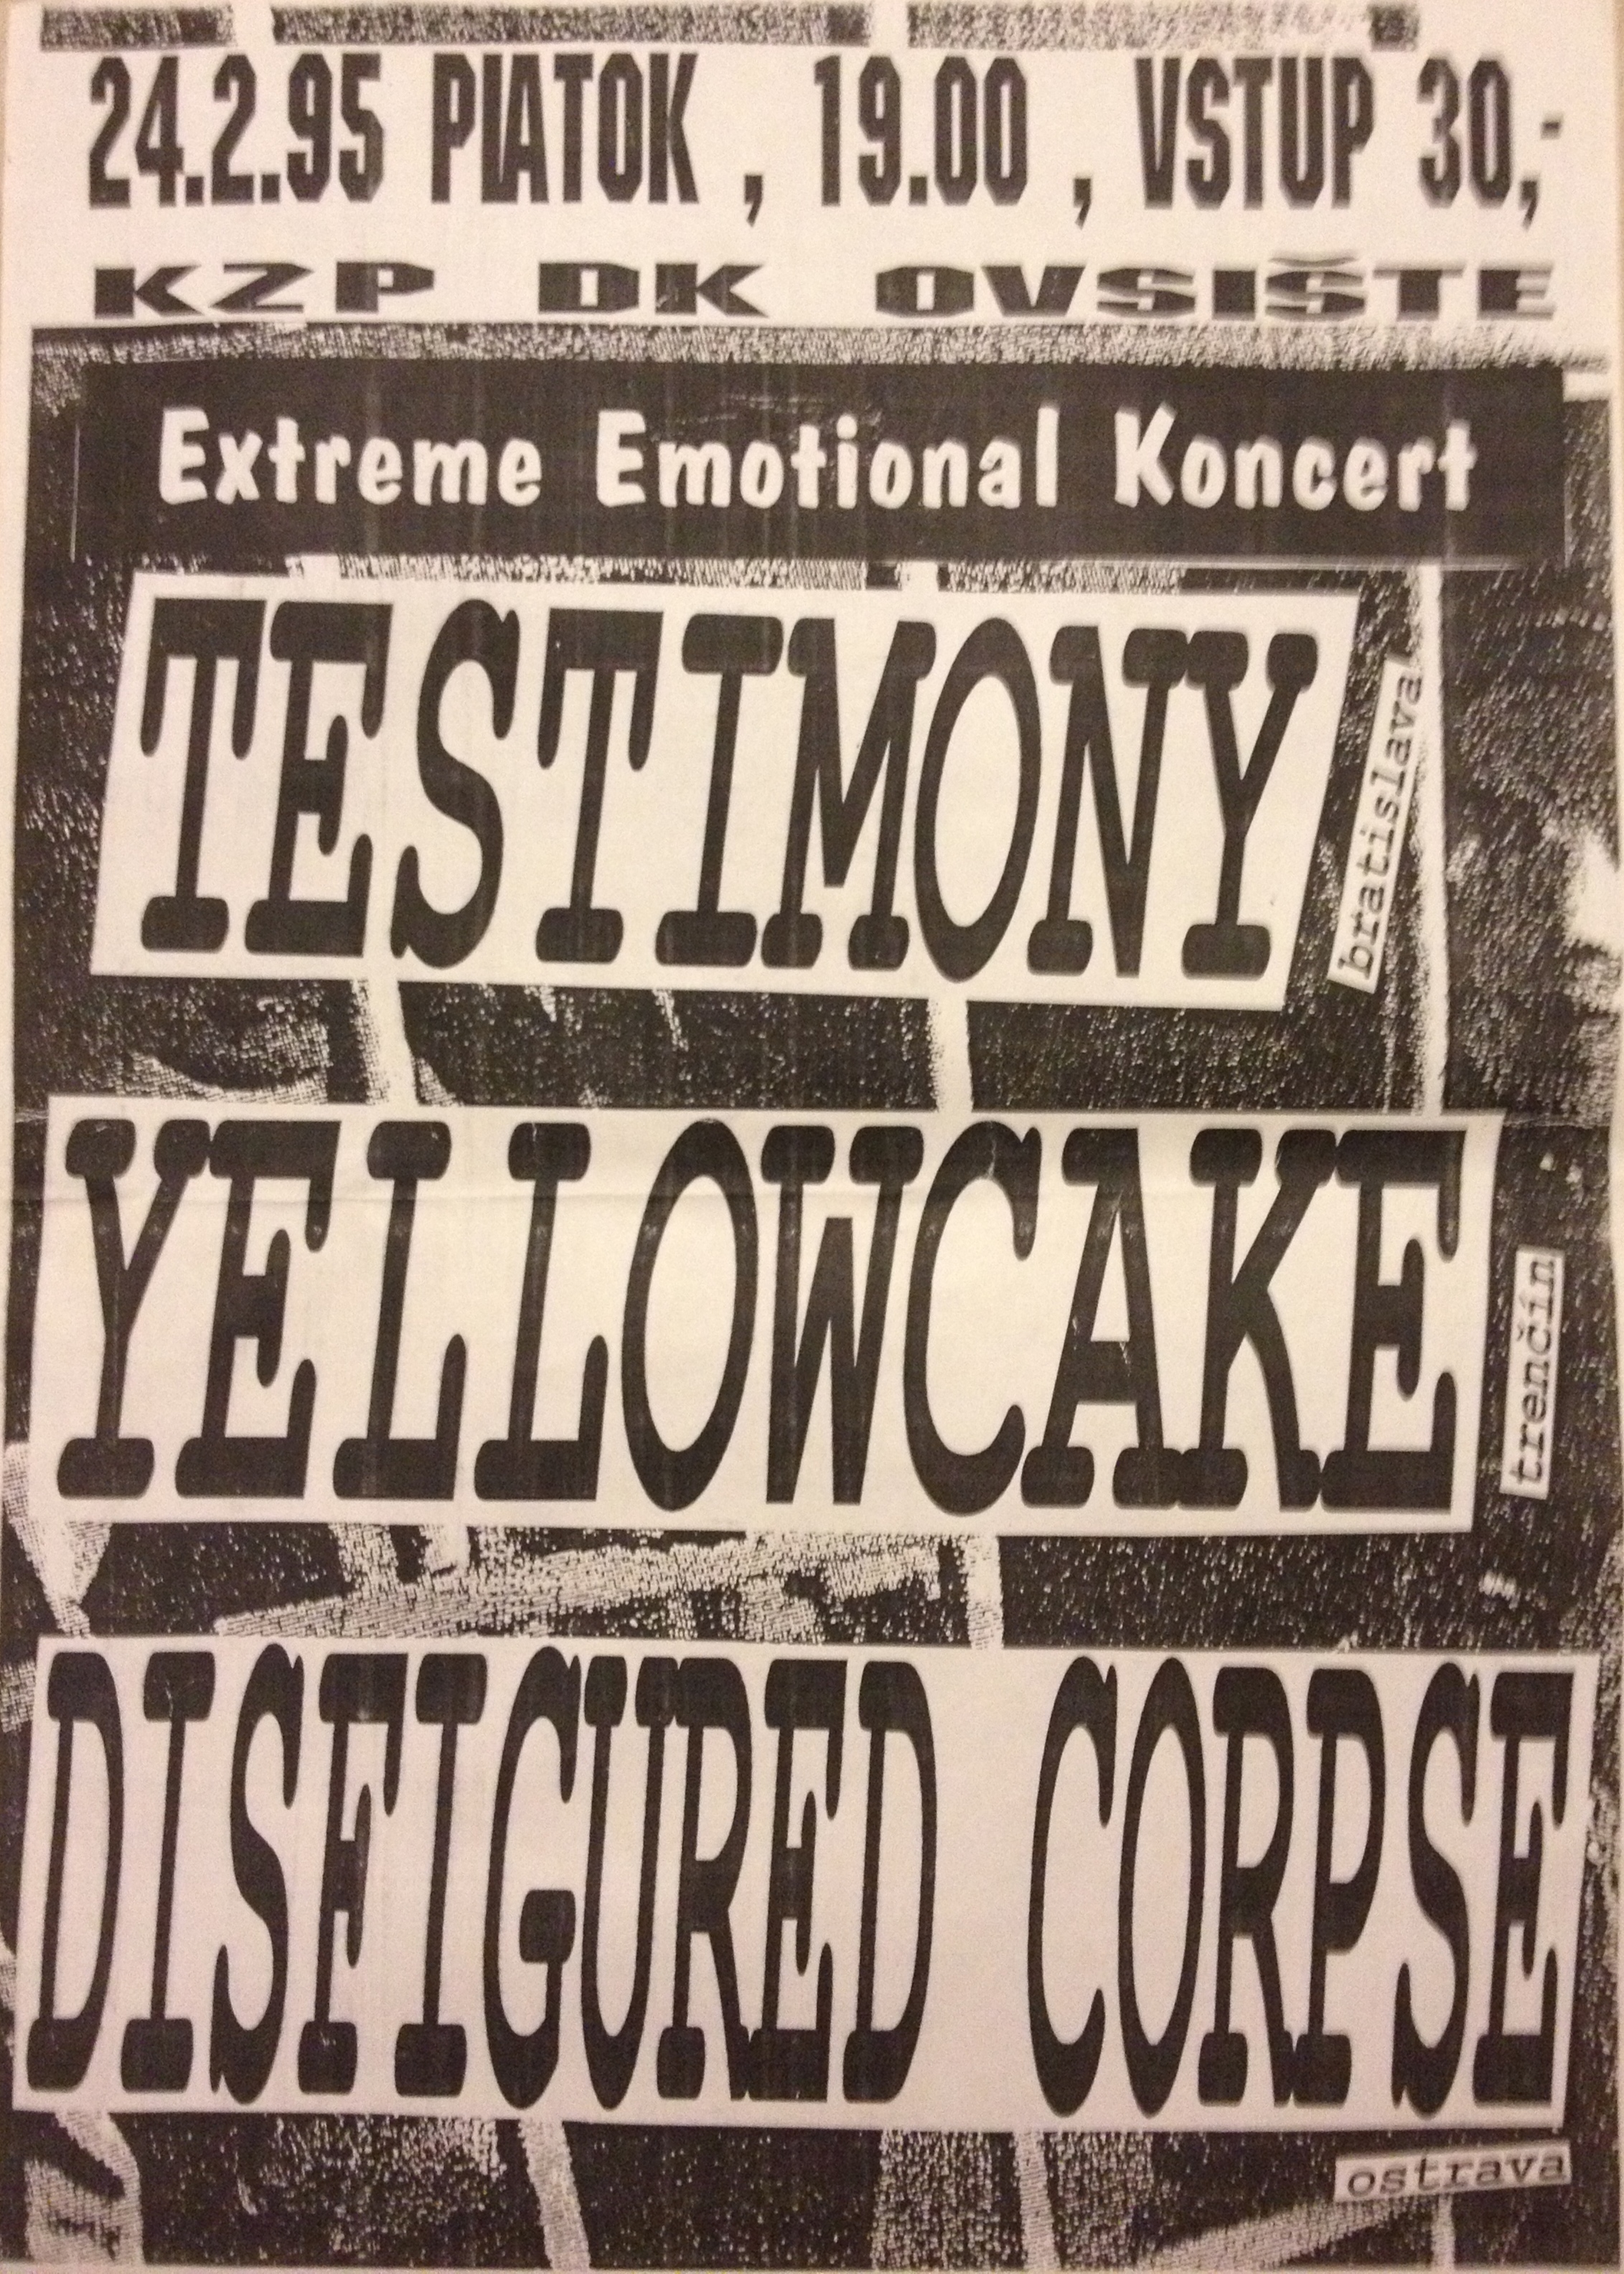 24.2.95 PIATOK , 19.00 , VSTUP 30,-
KZP DK OVSIŠTE
Extreme Emotional Koncert
TESTIMONY
bratislava
YELLOWCAKE
trenčín
DISFIGURED CORPSE
ostrava